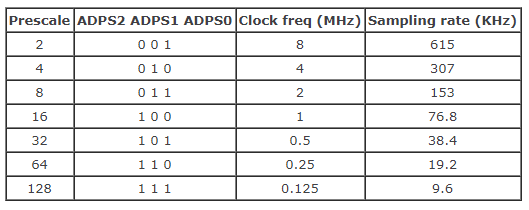 Prescale ADPS2 ADPS1 ADPS0 Clock freq (MHz) Sampling rate (KHz)
2 0 0 1 8 615
4 0 1 0 4 307
8 0 1 1 2 153
16 1 0 0 1 76.8
32 1 0 1 0.5 38.4
64 1 1 0 0.25 19.2
128 1 1 1 0.125 9.6